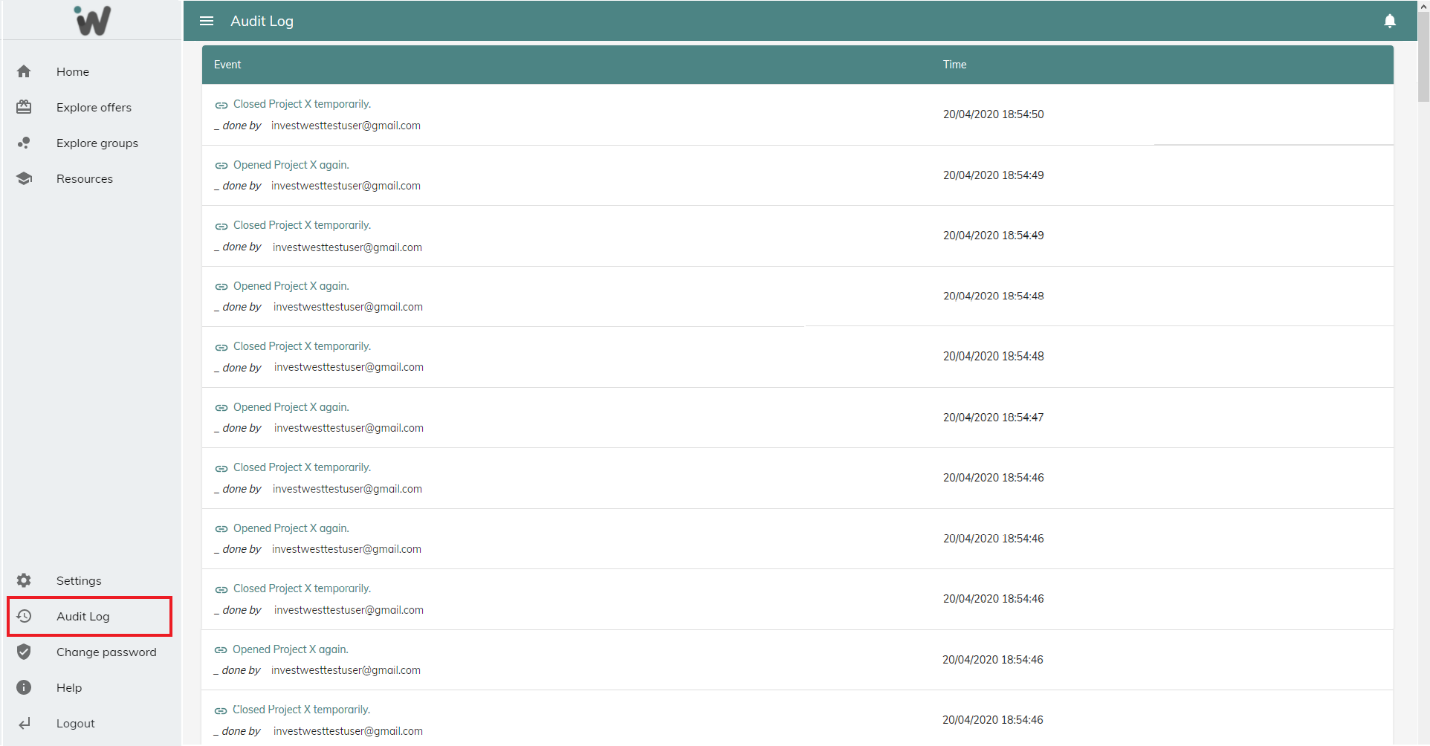 iW
Audit Log
Home
Explore offers
Explore groups
Resources
Settings
Audit Log
Change password
Help
Logout
Event Time
Closed Project X temporarily.
_ done by investwesttestuser@gmail.com
20/04/2020 18:54:50
Opened Project X again.
_ done by investwesttestuser@gmail.com
20/04/2020 18:54:49
Closed Project X temporarily.
_ done by investwesttestuser@gmail.com
20/04/2020 18:54:49
Opened Project X again.
_ done by investwesttestuser@gmail.com
20/04/2020 18:54:48
Closed Project X temporarily.
_ done by investwesttestuser@gmail.com
20/04/2020 18:54:48
Opened Project X again.
_ done by investwesttestuser@gmail.com
20/04/2020 18:54:47
Closed Project X temporarily.
_ done by investwesttestuser@gmail.com
20/04/2020 18:54:46
Opened Project X again.
_ done by investwesttestuser@gmail.com
20/04/2020 18:54:46
Closed Project X temporarily.
_ done by investwesttestuser@gmail.com
20/04/2020 18:54:46
Opened Project X again.
_ done by investwesttestuser@gmail.com
20/04/2020 18:54:46
Closed Project X temporarily.
_ done by investwesttestuser@gmail.com
20/04/2020 18:54:46